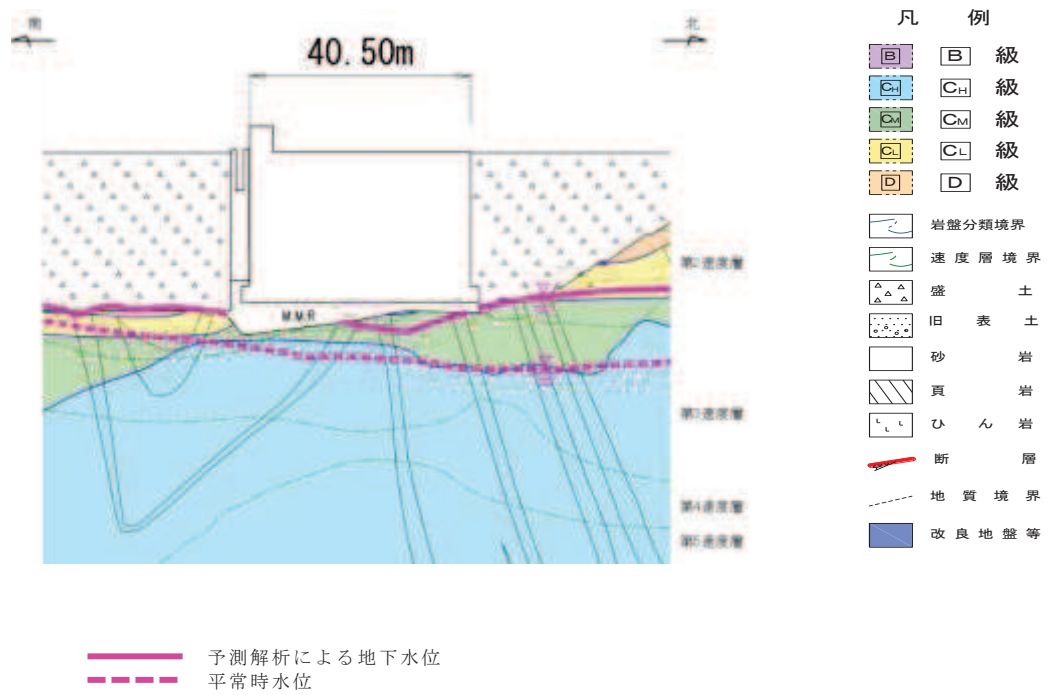 南
北
40.50m
M M R
第2速度層
第3速度層
第4速度層
第5速度層
凡 例
B B 級
CH CH 級
CM CM 級
CL CL 級
D D 級
岩盤分類境界
速度層境界
盛土
旧表土
砂岩
頁岩
ひん岩
断層
地質境界
改良地盤等
予測解析による地下水位
平常時水位